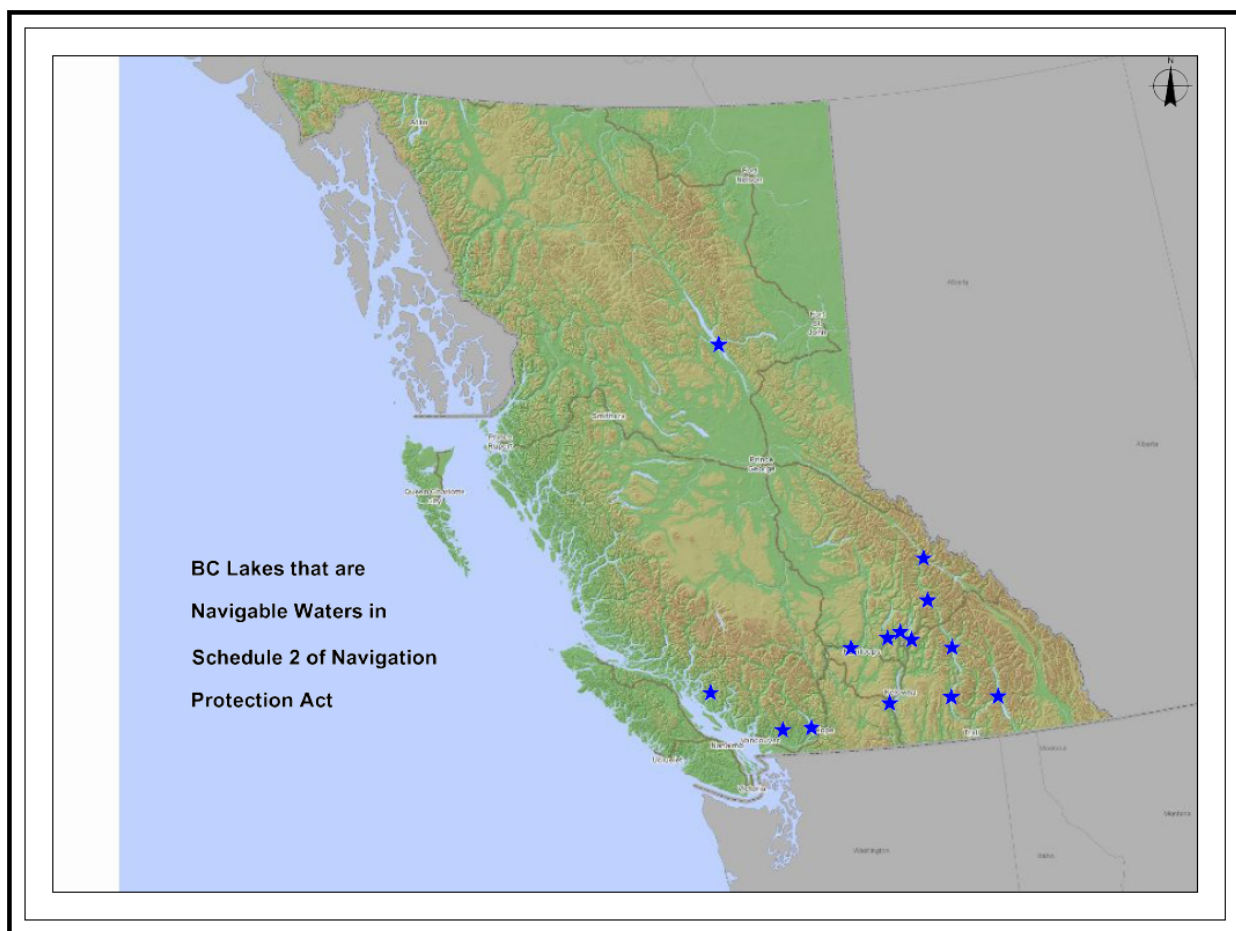 N
Atlin
Fort
Nelson
Alberta
Fort
St
John
Smithers
Alberta
Prince
Rupert
Prince
George
Queen Charlotte
City
BC Lakes that are
Navigable Waters in
Schedule 2 of Navigation
Protection Act
Kamloops
Kelowna
Hope
Vancouver
Nanaimo
Trail
Ucluelet
Victoria
Montana
Washington
Idaho